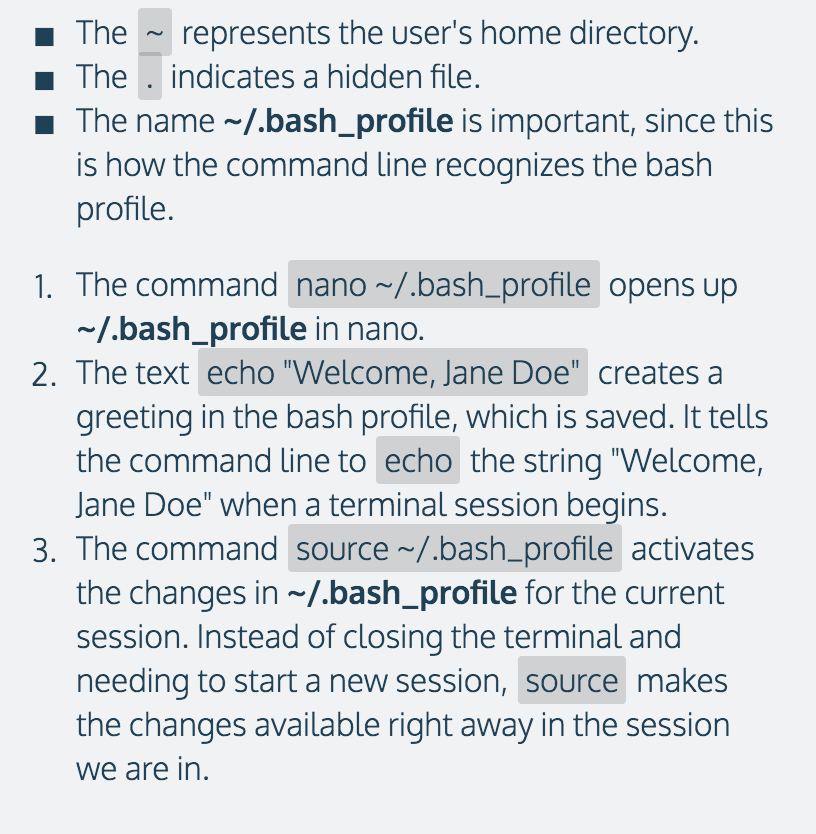 ■ The ~ represents the user's home directory.
■ The . indicates a hidden file.
■ The name ~/.bash_profile is important, since this
is how the command line recognizes the bash
profile.
1. The command nano ~/.bash_profile opens up
~/.bash_profile in nano.
2. The text echo "Welcome, Jane Doe" creates a
greeting in the bash profile, which is saved. It tells
the command line to echo the string "Welcome,
Jane Doe" when a terminal session begins.
3. The command source ~/.bash_profile activates
the changes in ~/.bash_profile for the current
session. Instead of closing the terminal and
needing to start a new session, source makes
the changes available right away in the session
we are in.